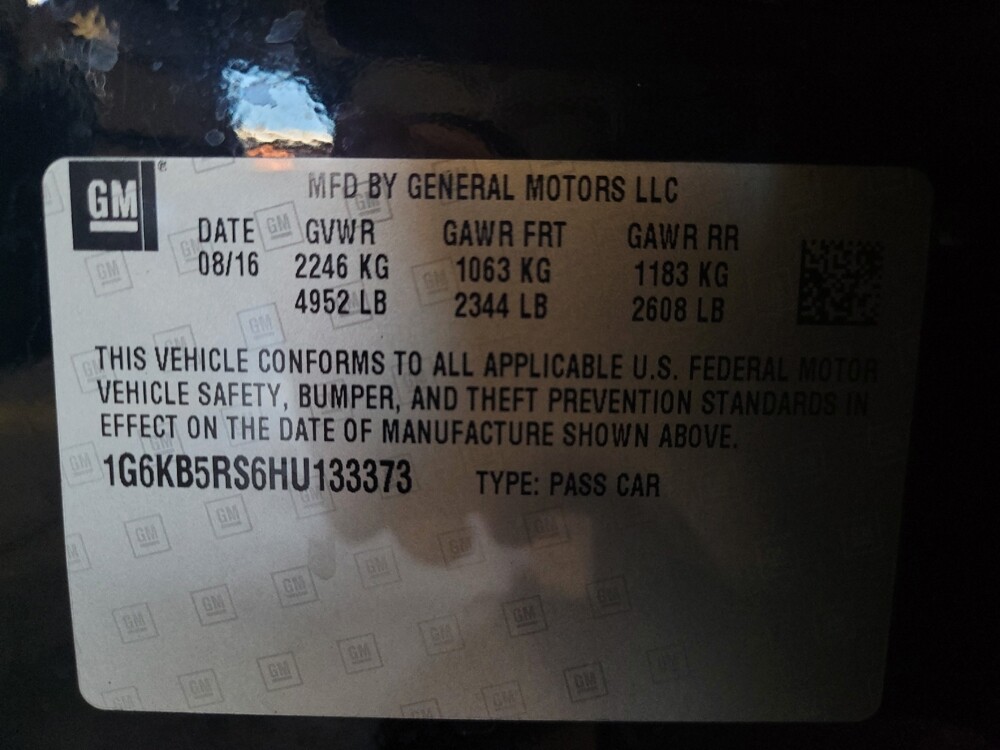 GM
MFD BY GENERAL MOTORS LLC
DATE GVWR GAWR FRT GAWR RR
08/16 2246 KG 1063 KG 1183 KG
4952 LB 2344 LB 2608 LB
THIS VEHICLE CONFORMS TO ALL APPLICABLE U.S. FEDERAL MOTOR
VEHICLE SAFETY, BUMPER, AND THEFT PREVENTION STANDARDS IN
EFFECT ON THE DATE OF MANUFACTURE SHOWN ABOVE.
1G6KB5RS6HU133373 TYPE: PASS CAR